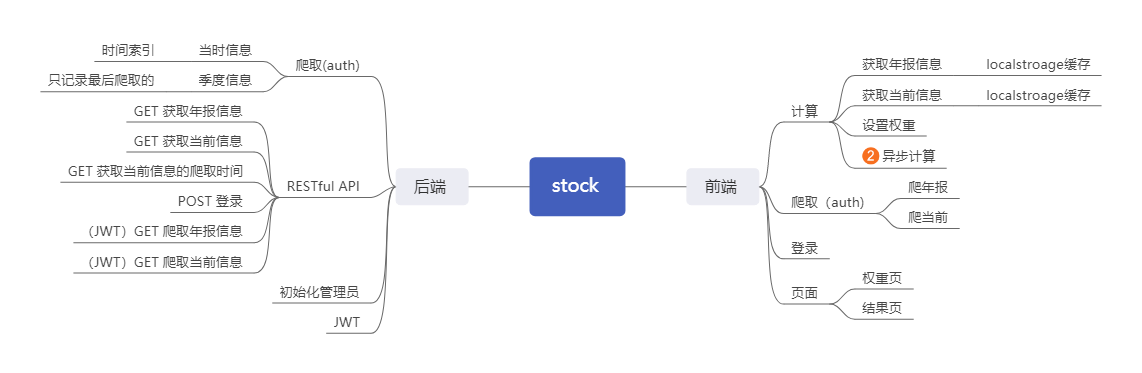 stock
后端
爬取(auth)
当时信息
时间索引
季度信息
只记录最后爬取的
RESTful API
GET 获取年报信息
GET 获取当前信息
GET 获取当前信息的爬取时间
POST 登录
（JWT）GET 爬取年报信息
（JWT）GET 爬取当前信息
初始化管理员
JWT
前端
计算
获取年报信息
localstroage缓存
获取当前信息
localstroage缓存
设置权重
2 异步计算
爬取（auth）
爬年报
爬当前
登录
页面
权重页
结果页